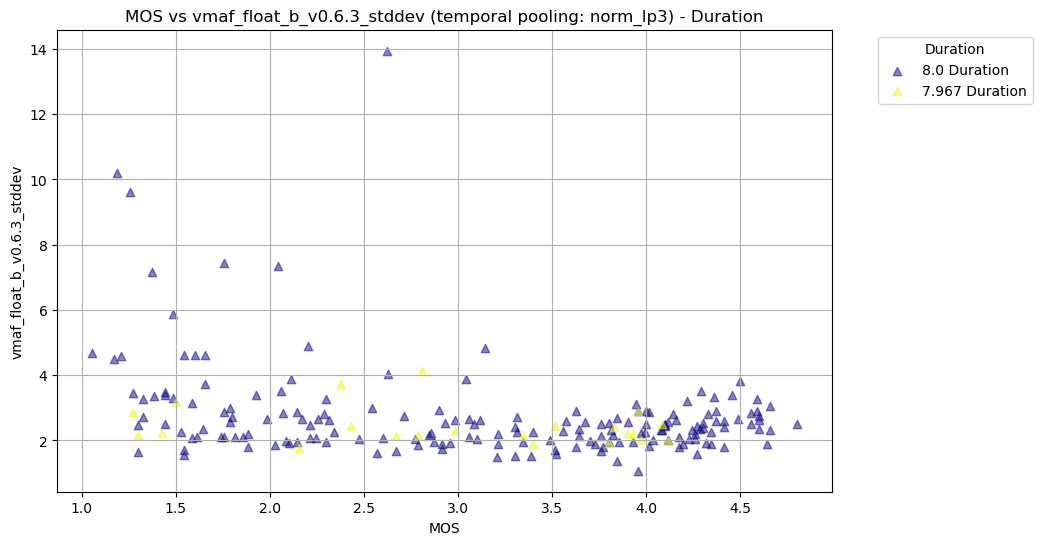 MOS vs vmaf_float_b_v0.6.3_stddev (temporal pooling: norm_lp3) - Duration
Duration
8.0 Duration
7.967 Duration
vmaf_float_b_v0.6.3_stddev
14
12
10
8
6
4
2
1.0 1.5 2.0 2.5 3.0 3.5 4.0 4.5
MOS